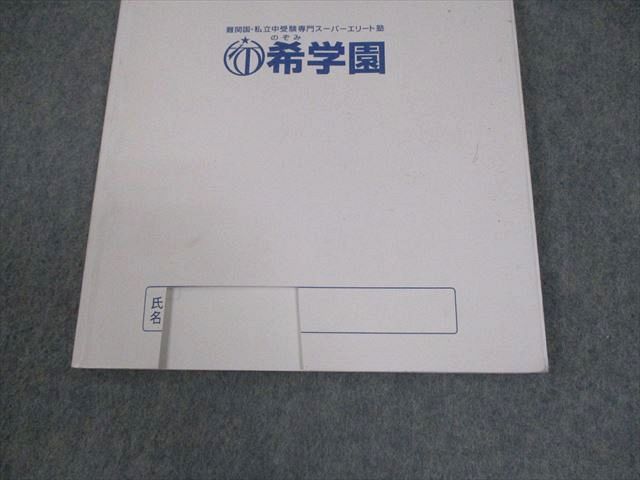 難関国・私立中受験専門スーパーエリート塾
のぞみ
希学園
氏名